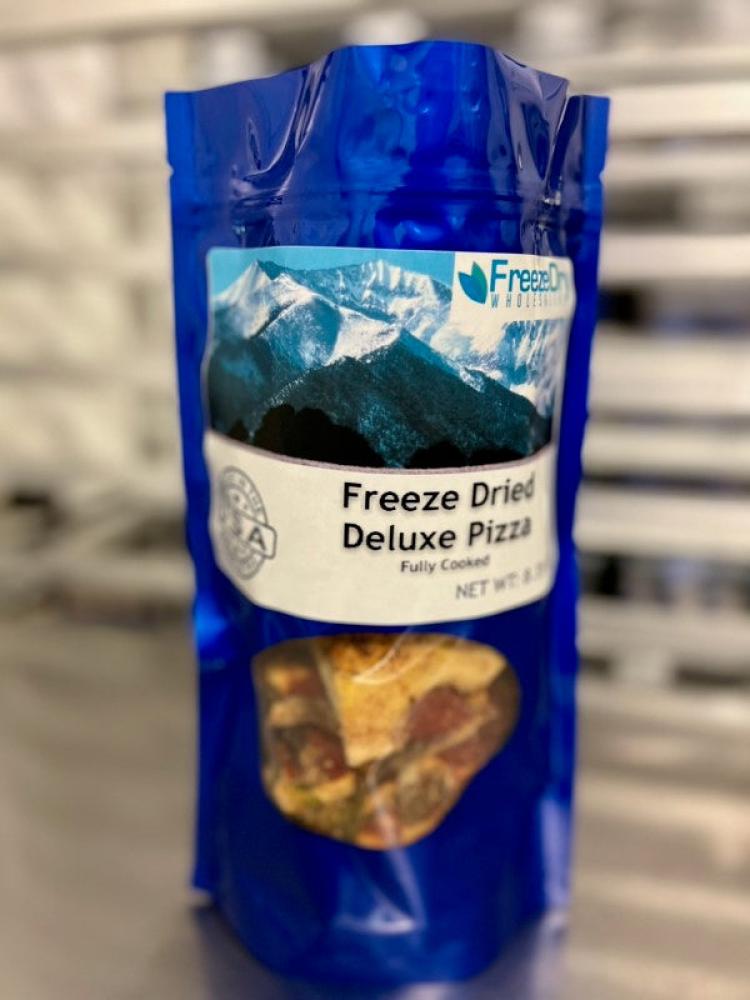 FreezeDry
WHOLESALERS
Freeze Dried
Deluxe Pizza
USA
Fully Cooked
NET WT: